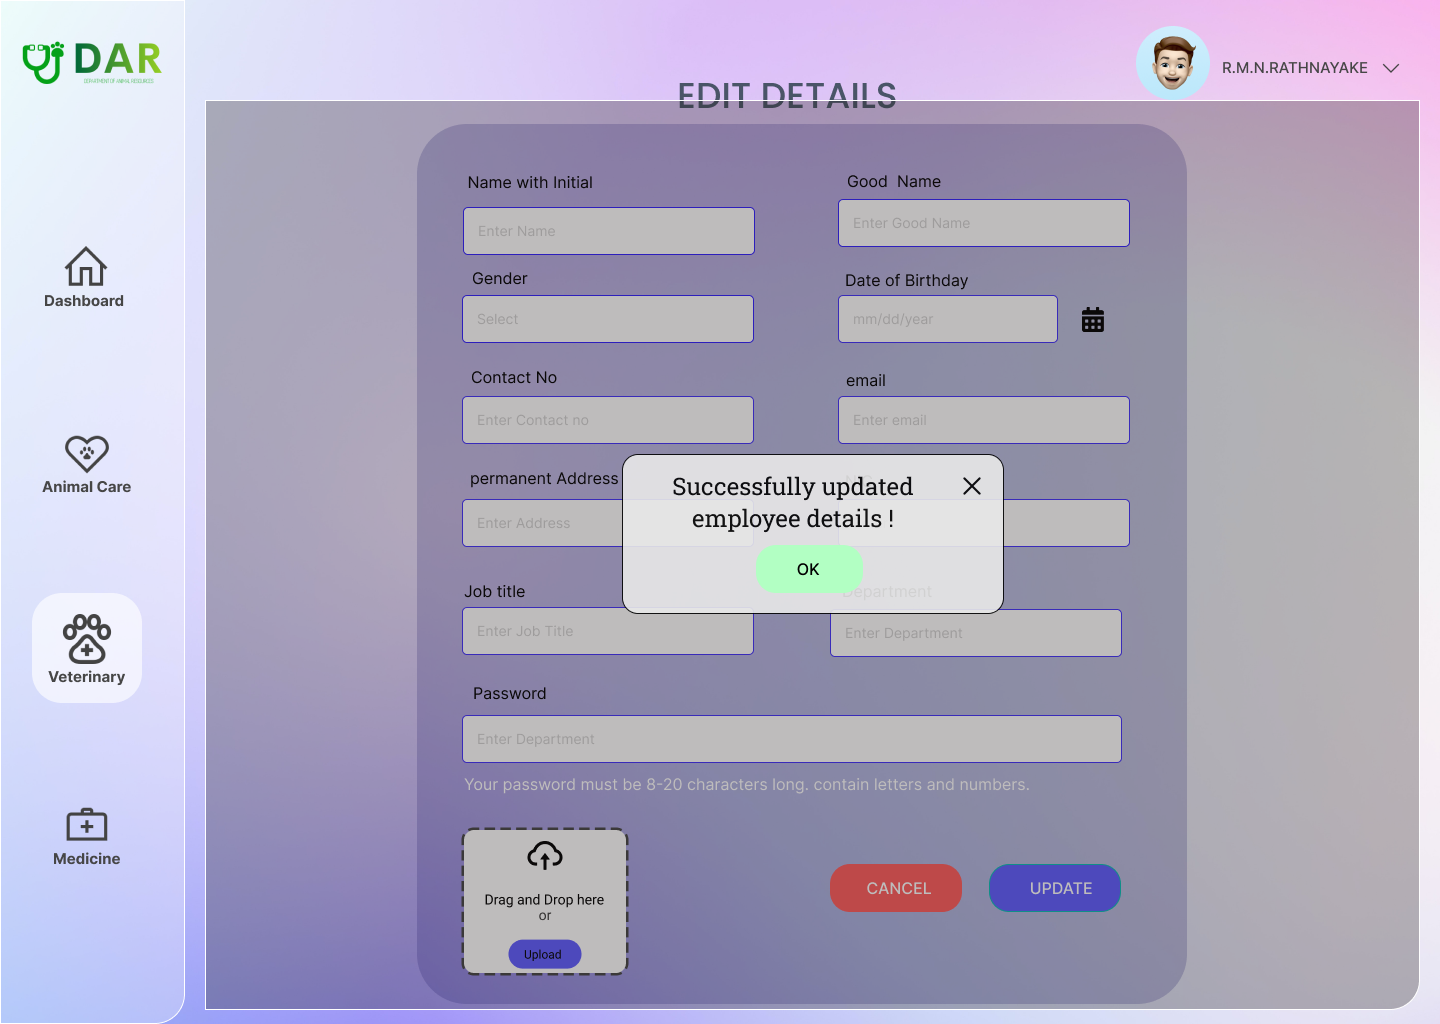 DAR
DEPARTMENT OF ANIMAL RESOURCES
R.M.N.RATHNAYAKE
EDIT DETAILS
Dashboard
Animal Care
Veterinary
Medicine
Name with Initial
Enter Name
Good Name
Enter Good Name
Gender
Select
Date of Birthday
mm/dd/year
Contact No
Enter Contact no
email
Enter email
permanent Address
Enter Address
Successfully updated
employee details !
OK
Job title
Enter Job Title
Department
Enter Department
Password
Enter Department
Your password must be 8-20 characters long. contain letters and numbers.
Drag and Drop here
or
Upload
CANCEL
UPDATE